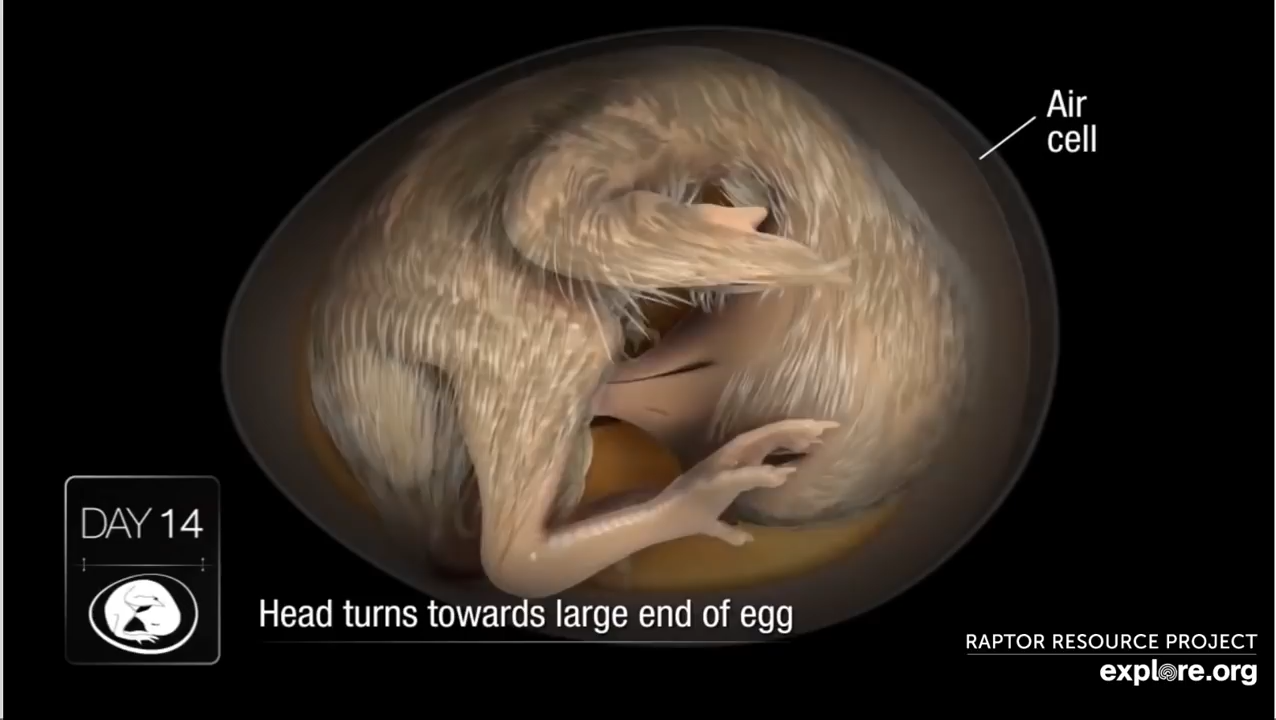 Air
cell
DAY 14
Head turns towards large end of egg
RAPTOR RESOURCE PROJECT
explore.org